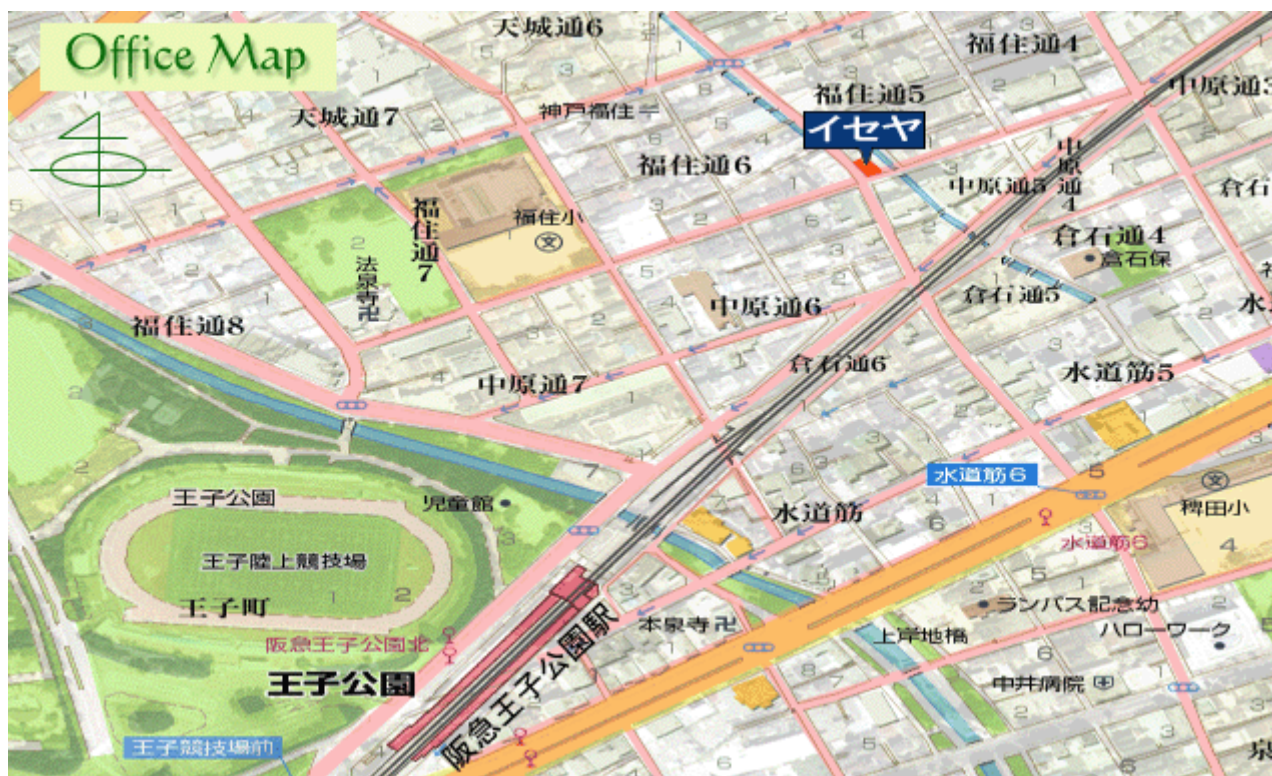 Office Map
天城通6
福住通4
中原通3
天城通7
神戸福住
福住通5
イセヤ
福住通6
中原通4
中原通5
倉石通4
倉石保
倉石通5
福住小
福住通7
法泉寺
中原通6
福住通8
倉石通6
中原通7
水道筋5
水道筋6
稗田小
水道筋
水道筋6
王子公園
児童館
王子陸上競技場
王子町
ランバス記念幼
ハローワーク
本泉寺
上岸地橋
阪急王子公園北
王子公園
阪急王子公園駅
中井病院
王子競技場前